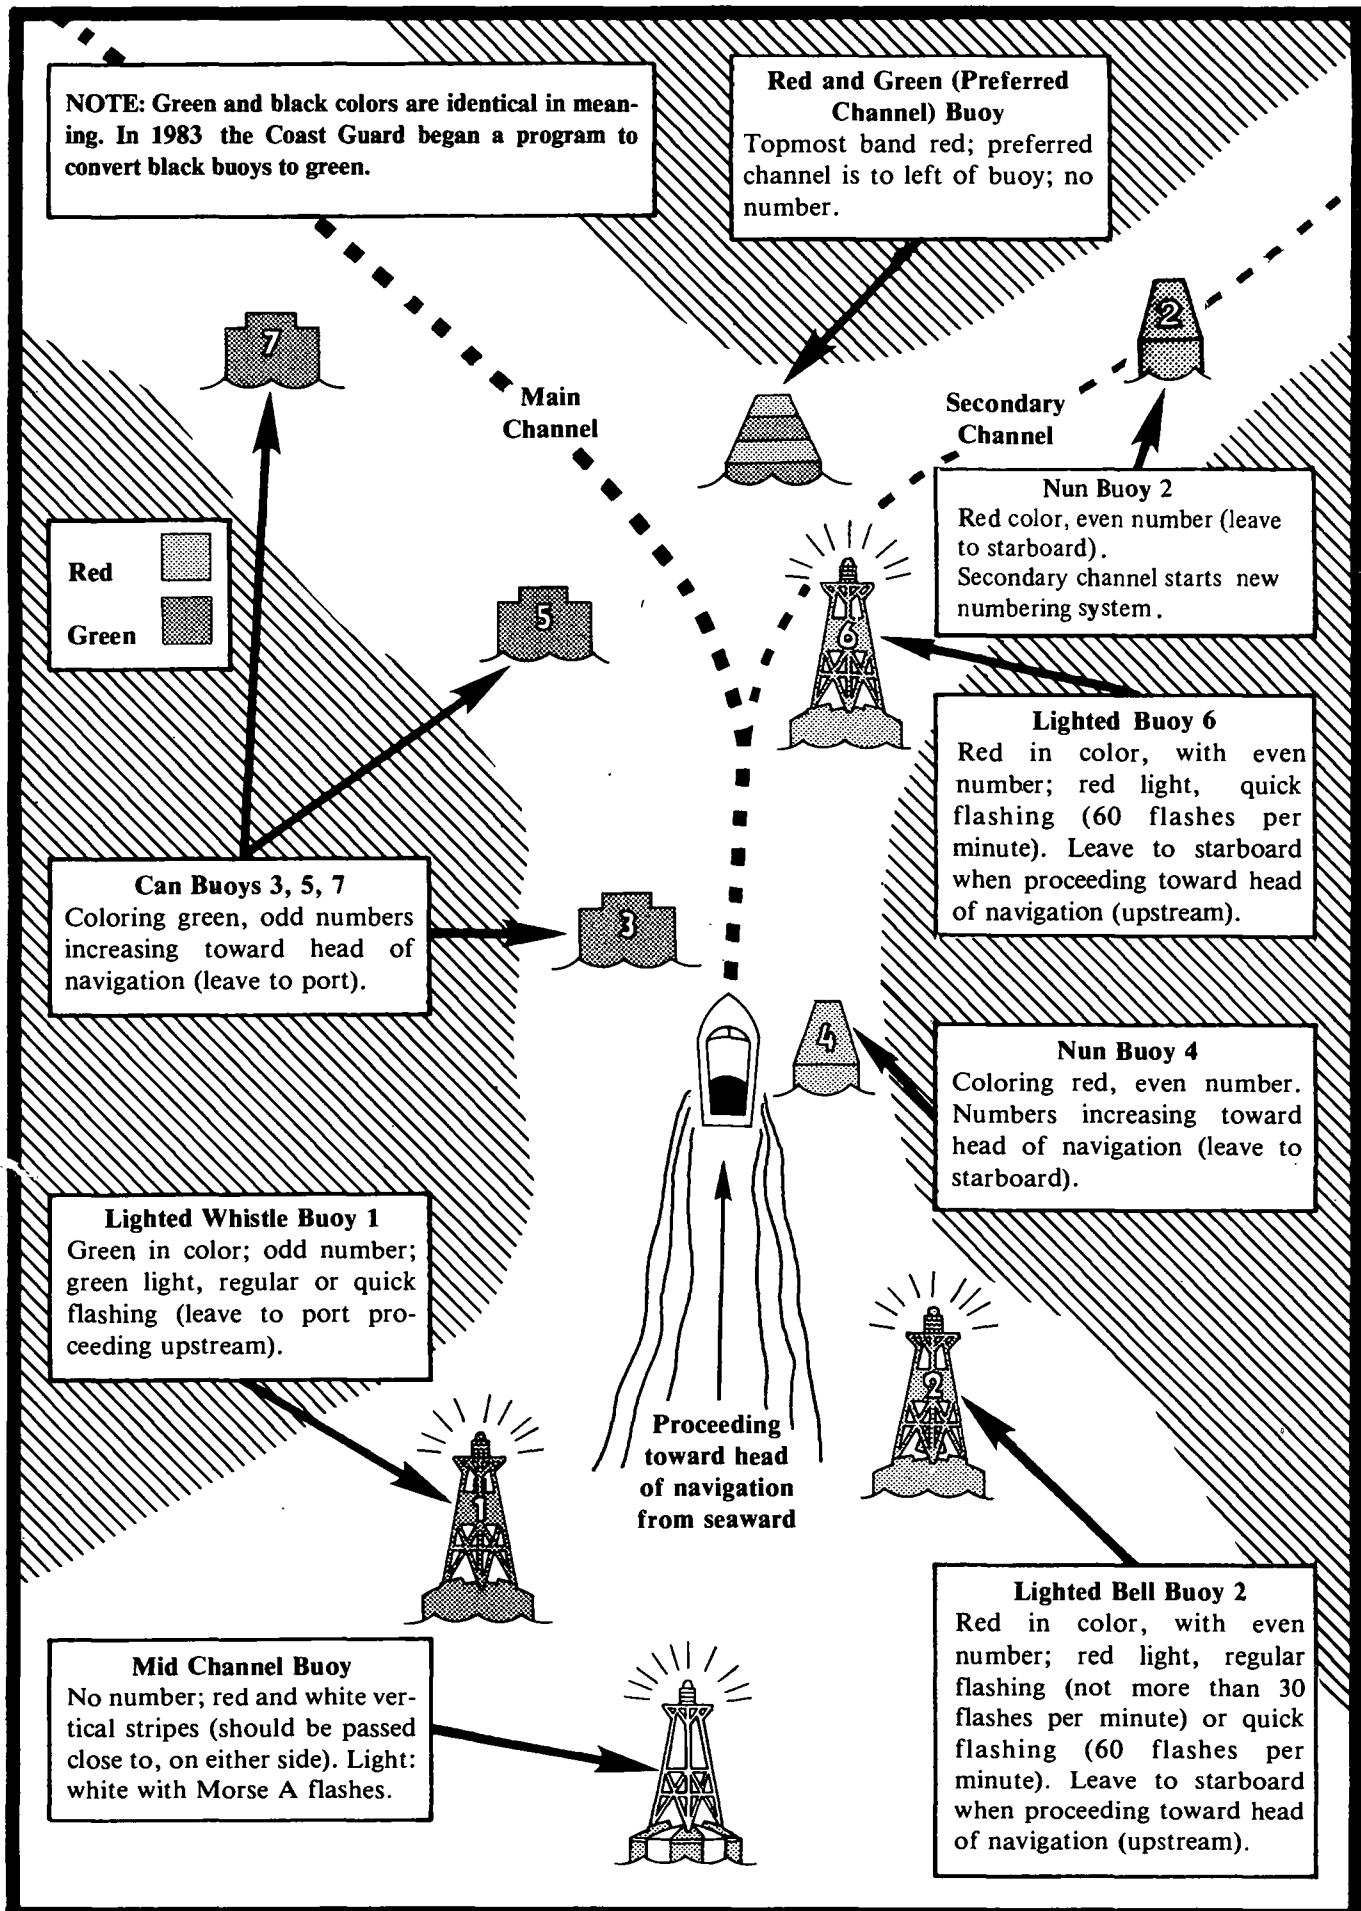 NOTE: Green and black colors are identical in mean-
ing. In 1983 the Coast Guard began a program to
convert black buoys to green.
Red and Green (Preferred
Channel) Buoy
Topmost band red; preferred
channel is to left of buoy; no
number.
7
2
Main
Channel
Secondary
Channel
Nun Buoy 2
Red color, even number (leave
to starboard).
Secondary channel starts new
numbering system.
Red
Green
5
6
Lighted Buoy 6
Red in color, with even
number; red light, quick
flashing (60 flashes per
minute). Leave to starboard
when proceeding toward head
of navigation (upstream).
Can Buoys 3, 5, 7
Coloring green, odd numbers
increasing toward head of
navigation (leave to port).
3
4
Nun Buoy 4
Coloring red, even number.
Numbers increasing toward
head of navigation (leave to
starboard).
Lighted Whistle Buoy 1
Green in color; odd number;
green light, regular or quick
flashing (leave to port pro-
ceeding upstream).
2
1
Proceeding
toward head
of navigation
from seaward
Lighted Bell Buoy 2
Red in color, with even
number; red light, regular
flashing (not more than 30
flashes per minute) or quick
flashing (60 flashes per
minute). Leave to starboard
when proceeding toward head
of navigation (upstream).
Mid Channel Buoy
No number; red and white ver-
tical stripes (should be passed
close to, on either side). Light:
white with Morse A flashes.